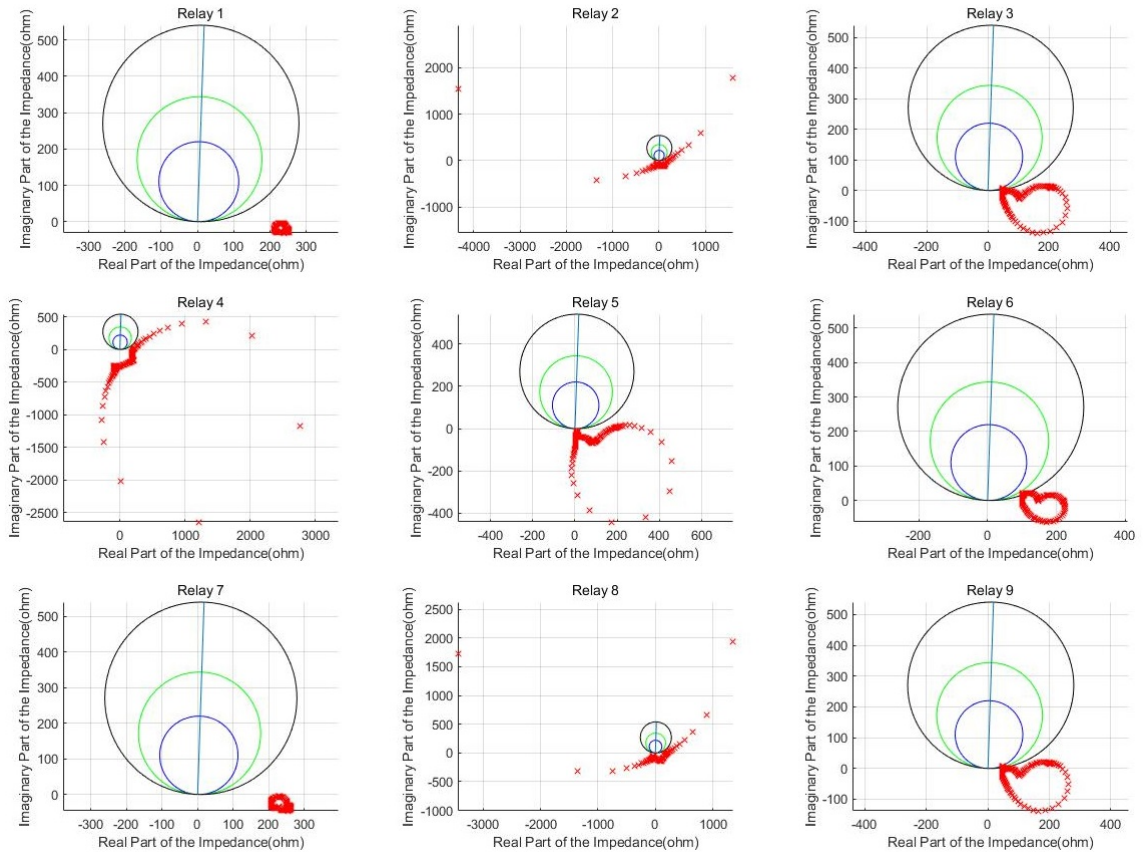 Relay 1
Imaginary Part of the Impedance(ohm)
500
400
300
200
100
0
-300 -200 -100 0 100 200 300
Real Part of the Impedance(ohm)
Relay 2
Imaginary Part of the Impedance(ohm)
2000
1000
0
-1000
-4000 -3000 -2000 -1000 0 1000
Real Part of the Impedance(ohm)
Relay 3
Imaginary Part of the Impedance(ohm)
500
400
300
200
100
0
-100
-400 -200 0 200 400
Real Part of the Impedance(ohm)
Relay 4
Imaginary Part of the Impedance(ohm)
500
0
-500
-1000
-1500
-2000
-2500
0 1000 2000 3000
Real Part of the Impedance(ohm)
Relay 5
Imaginary Part of the Impedance(ohm)
400
200
0
-200
-400
-400 -200 0 200 400 600
Real Part of the Impedance(ohm)
Relay 6
Imaginary Part of the Impedance(ohm)
500
400
300
200
100
0
-200 0 200 400
Real Part of the Impedance(ohm)
Relay 7
Imaginary Part of the Impedance(ohm)
500
400
300
200
100
0
-300 -200 -100 0 100 200 300
Real Part of the Impedance(ohm)
Relay 8
Imaginary Part of the Impedance(ohm)
2500
2000
1500
1000
500
0
-500
-1000
-3000 -2000 -1000 0 1000
Real Part of the Impedance(ohm)
Relay 9
Imaginary Part of the Impedance(ohm)
500
400
300
200
100
0
-100
-400 -200 0 200 400
Real Part of the Impedance(ohm)